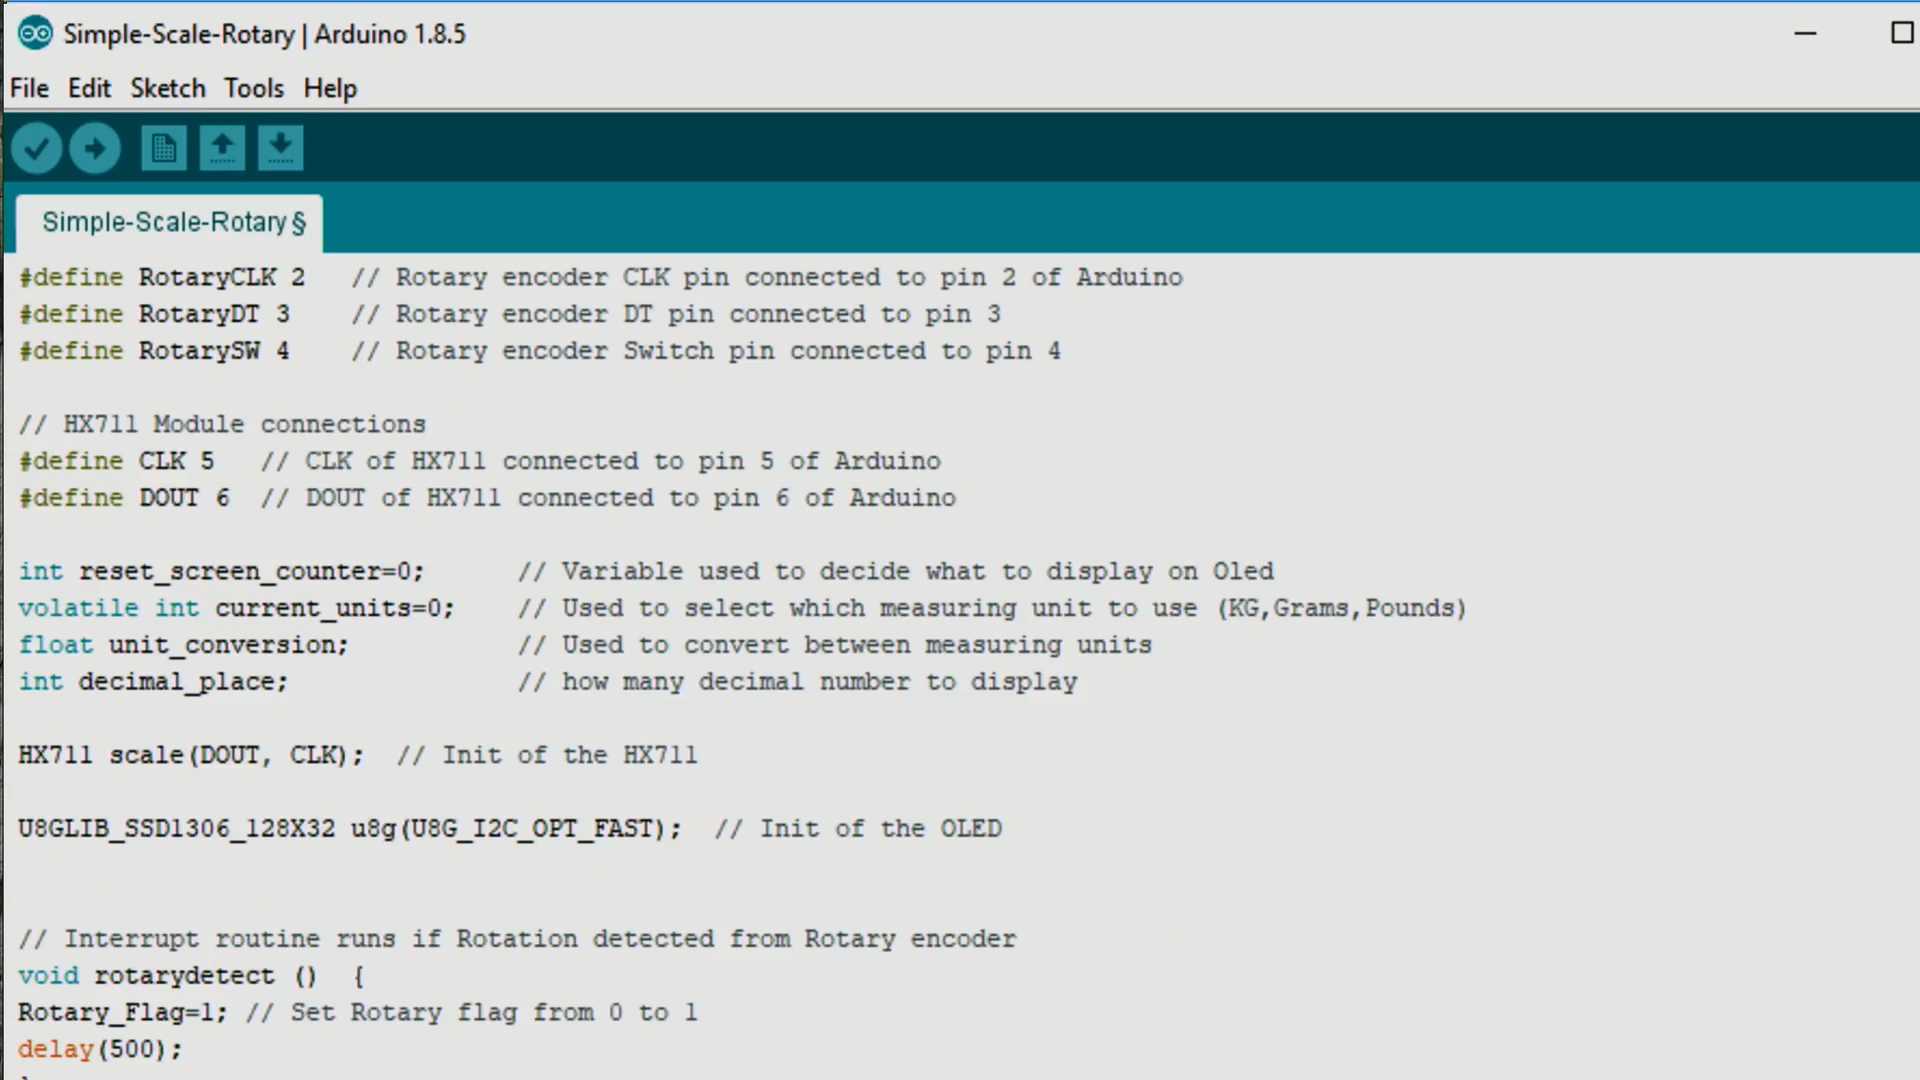 Simple-Scale-Rotary | Arduino 1.8.5
File Edit Sketch Tools Help
Simple-Scale-Rotary §
#define RotaryCLK 2 // Rotary encoder CLK pin connected to pin 2 of Arduino
#define RotaryDT 3 // Rotary encoder DT pin connected to pin 3
#define RotarySW 4 // Rotary encoder Switch pin connected to pin 4
// HX711 Module connections
#define CLK 5 // CLK of HX711 connected to pin 5 of Arduino
#define DOUT 6 // DOUT of HX711 connected to pin 6 of Arduino
int reset_screen_counter=0; // Variable used to decide what to display on Oled
volatile int current_units=0; // Used to select which measuring unit to use (KG,Grams,Pounds)
float unit_conversion; // Used to convert between measuring units
int decimal_place; // how many decimal number to display
HX711 scale(DOUT, CLK); // Init of the HX711
U8GLIB_SSD1306_128X32 u8g(U8G_I2C_OPT_FAST); // Init of the OLED
// Interrupt routine runs if Rotation detected from Rotary encoder
void rotarydetect () {
Rotary_Flag=1; // Set Rotary flag from 0 to 1
delay(500);